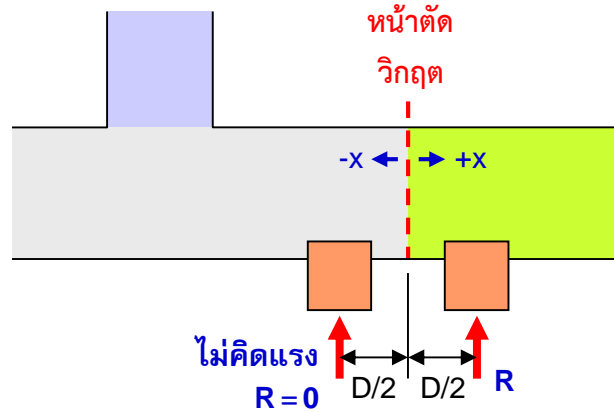 หน้าตัด
วิกฤต
-x +x
ไม่คิดแรง
R = 0
D/2 D/2 R